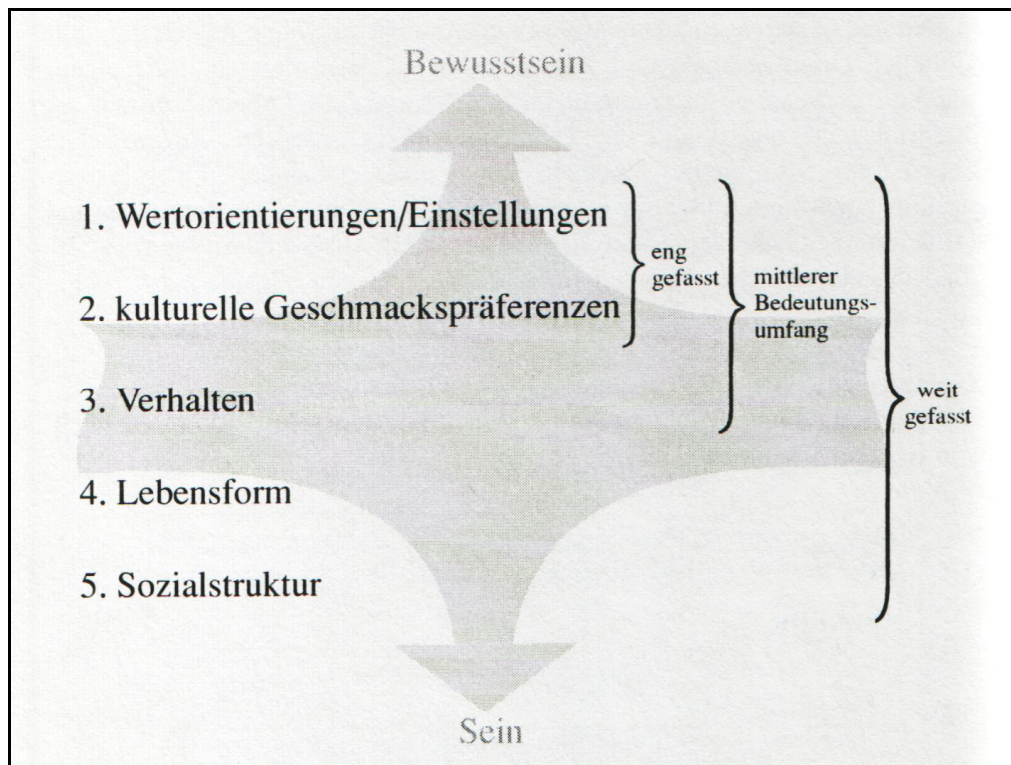 Bewusstsein
1. Wertorientierungen/Einstellungen
eng
gefasst
2. kulturelle Geschmackspräferenzen
mittlerer
Bedeutungs-
umfang
3. Verhalten
weit
gefasst
4. Lebensform
5. Sozialstruktur
Sein